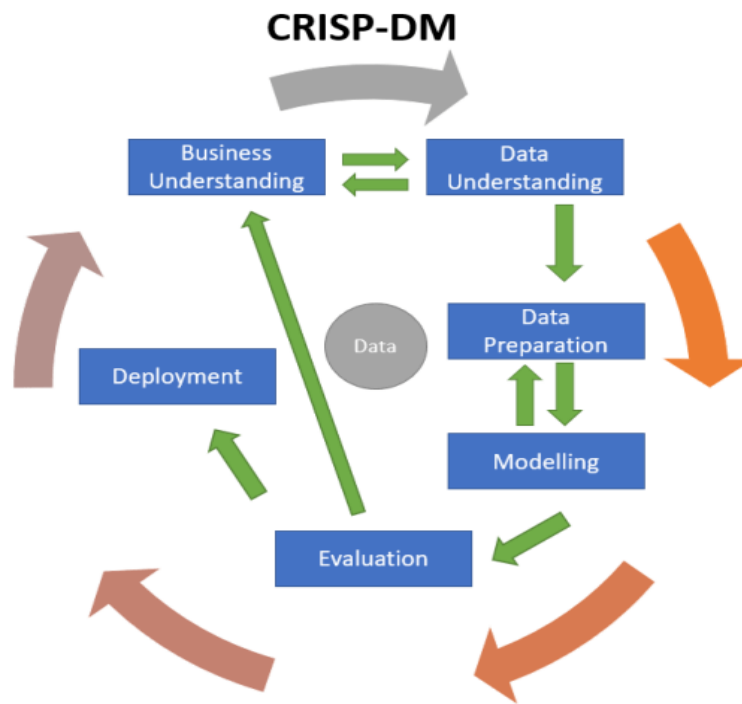 CRISP-DM
Business
Understanding
Data
Understanding
Data
Preparation
Data
Deployment
Modelling
Evaluation